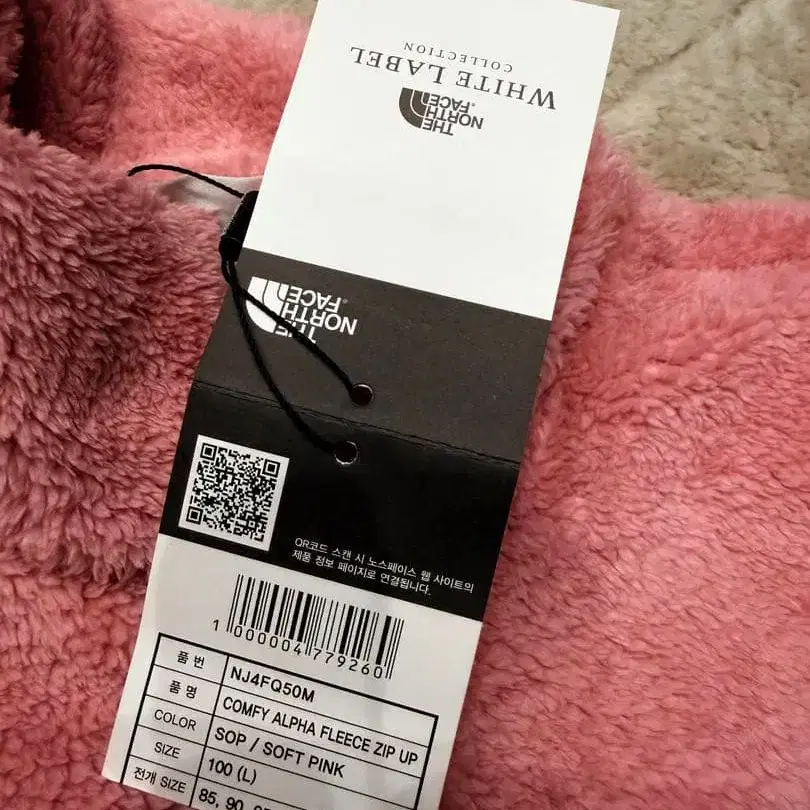 WHITE LABEL
COLLECTION
THE
NORTH
FACE
THE
NORTH
FACE
QR코드 스캔 시 노스페이스 웹 사이트의
제품 정보 페이지로 연결됩니다.
1 000004 779260
품 번 NJ4FQ50M
품 명 COMFY ALPHA FLEECE ZIP UP
COLOR SOP / SOFT PINK
SIZE 100 (L)
전개 SIZE 85, 90,